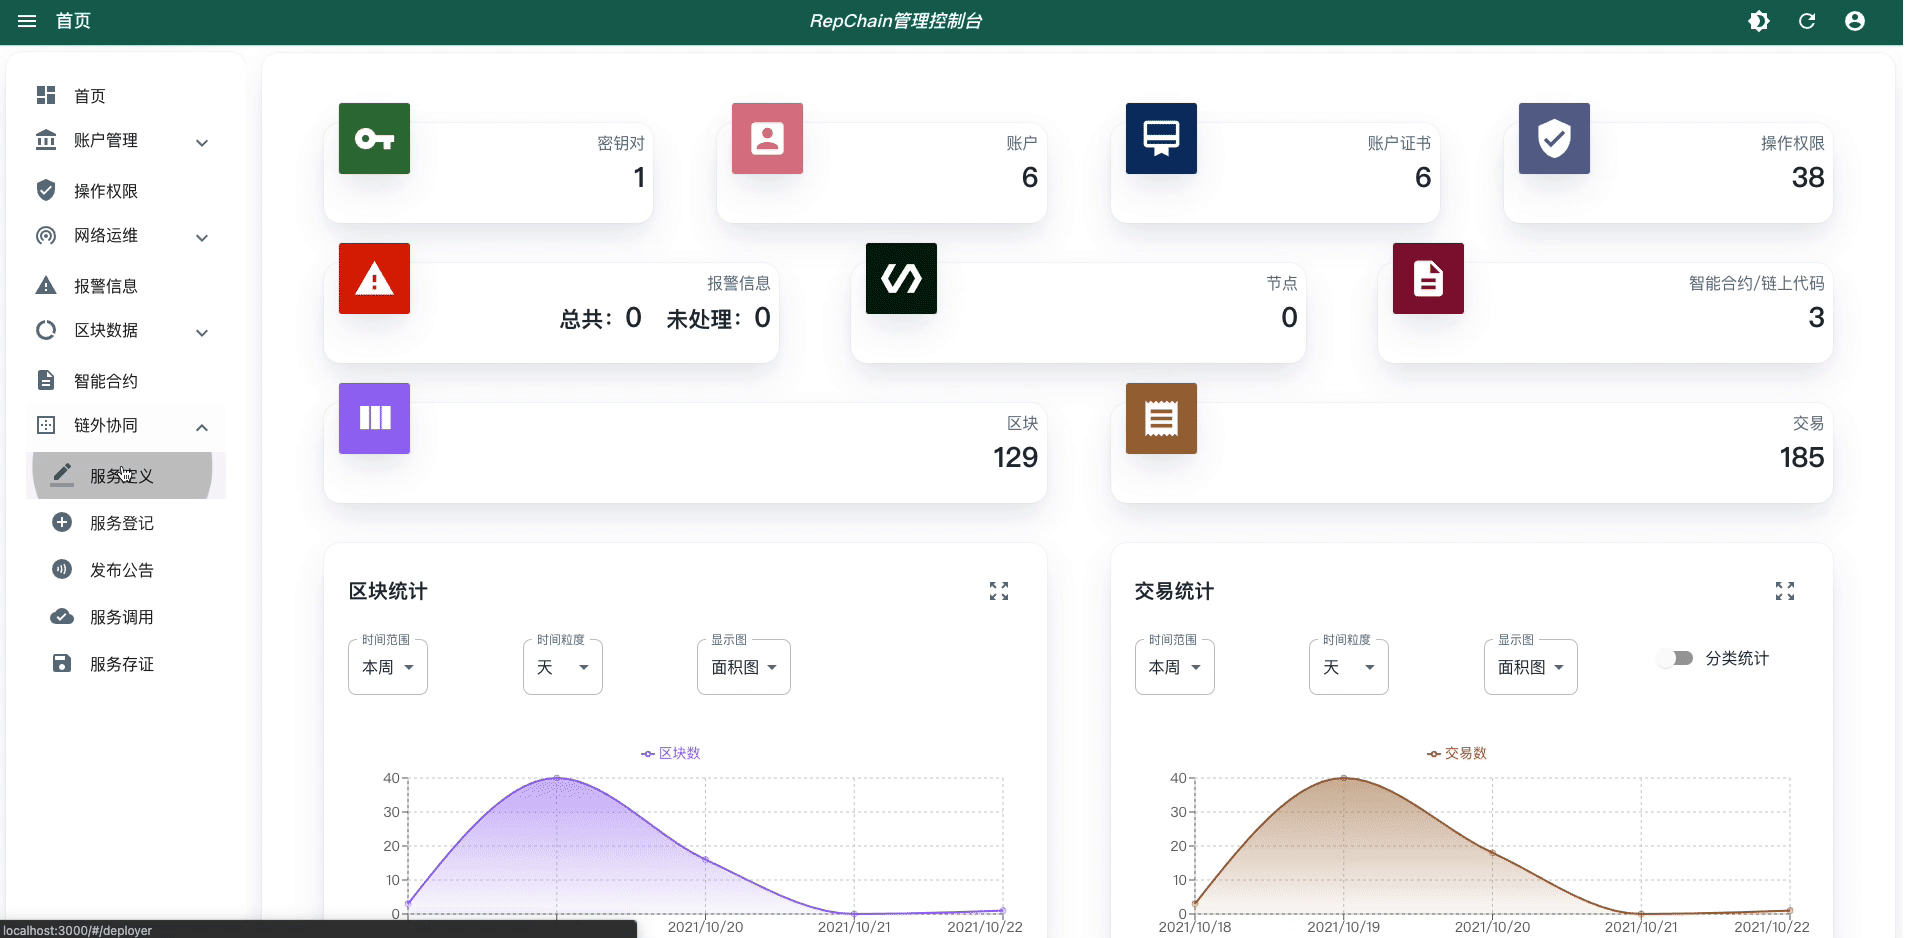 首页
RepChain管理控制台
首页
账户管理
操作权限
网络运维
报警信息
区块数据
智能合约
链外协同
服务定义
服务登记
发布公告
服务调用
服务存证
密钥对
1
账户
6
账户证书
6
操作权限
38
报警信息
总共：0 未处理：0
节点
0
智能合约/链上代码
3
区块
129
交易
185
区块统计
时间范围 时间粒度 显示图
本周 天 面积图
区块数
40
30
20
10
0
2021/10/20 2021/10/21 2021/10/22
交易统计
时间范围 时间粒度 显示图
本周 天 面积图 分类统计
交易数
40
30
20
10
0
2021/10/18 2021/10/19 2021/10/20 2021/10/21 2021/10/22
localhost:3000/#/deployer